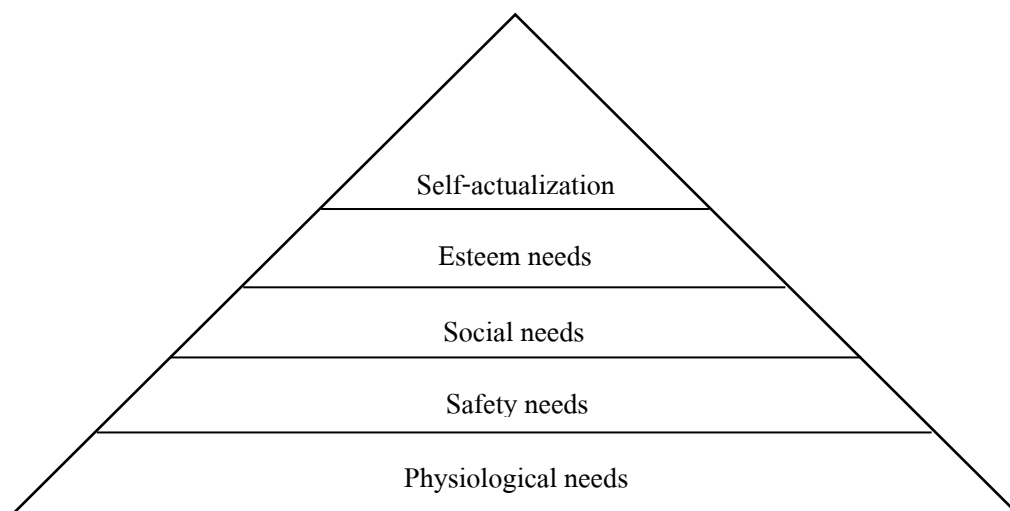 Self-actualization
Esteem needs
Social needs
Safety needs
Physiological needs